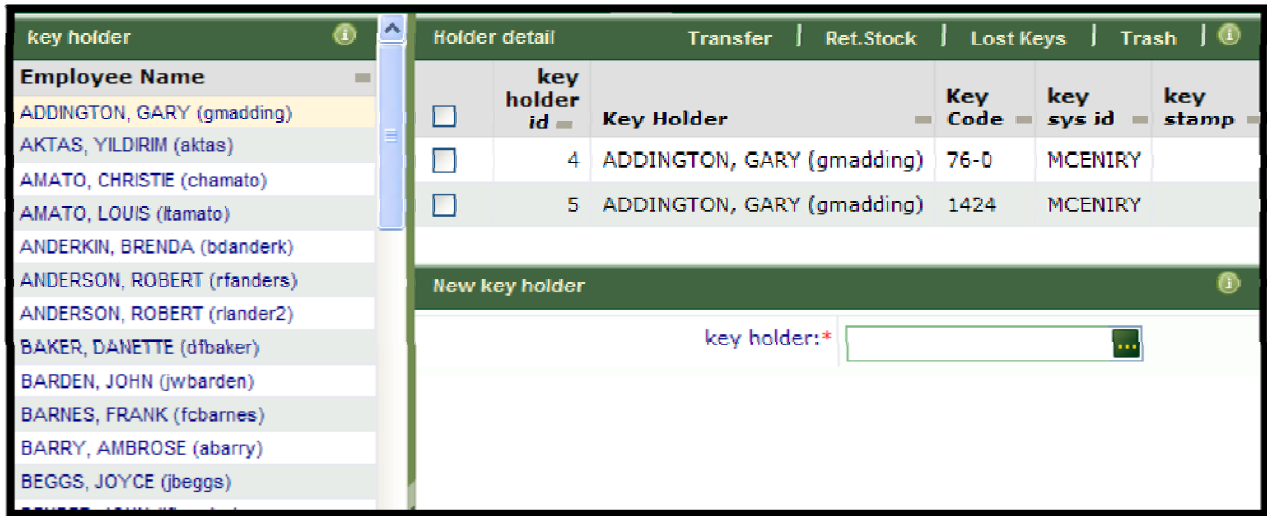 key holder
Employee Name
ADDINGTON, GARY (gmadding)
AKTAS, YILDIRIM (aktas)
AMATO, CHRISTIE (chamato)
AMATO, LOUIS (ltamato)
ANDERKIN, BRENDA (bdanderk)
ANDERSON, ROBERT (rfanders)
ANDERSON, ROBERT (rlander2)
BAKER, DANETTE (dfbaker)
BARDEN, JOHN (jwbarden)
BARNES, FRANK (fcbarnes)
BARRY, AMBROSE (abarry)
BEGGS, JOYCE (jbeggs)
Holder detail Transfer | Ret.Stock | Lost Keys | Trash |
key holder id Key Holder Key Code key sys id key stamp
4 ADDINGTON, GARY (gmadding) 76-0 MCENIRY
5 ADDINGTON, GARY (gmadding) 1424 MCENIRY
New key holder
key holder:* ...